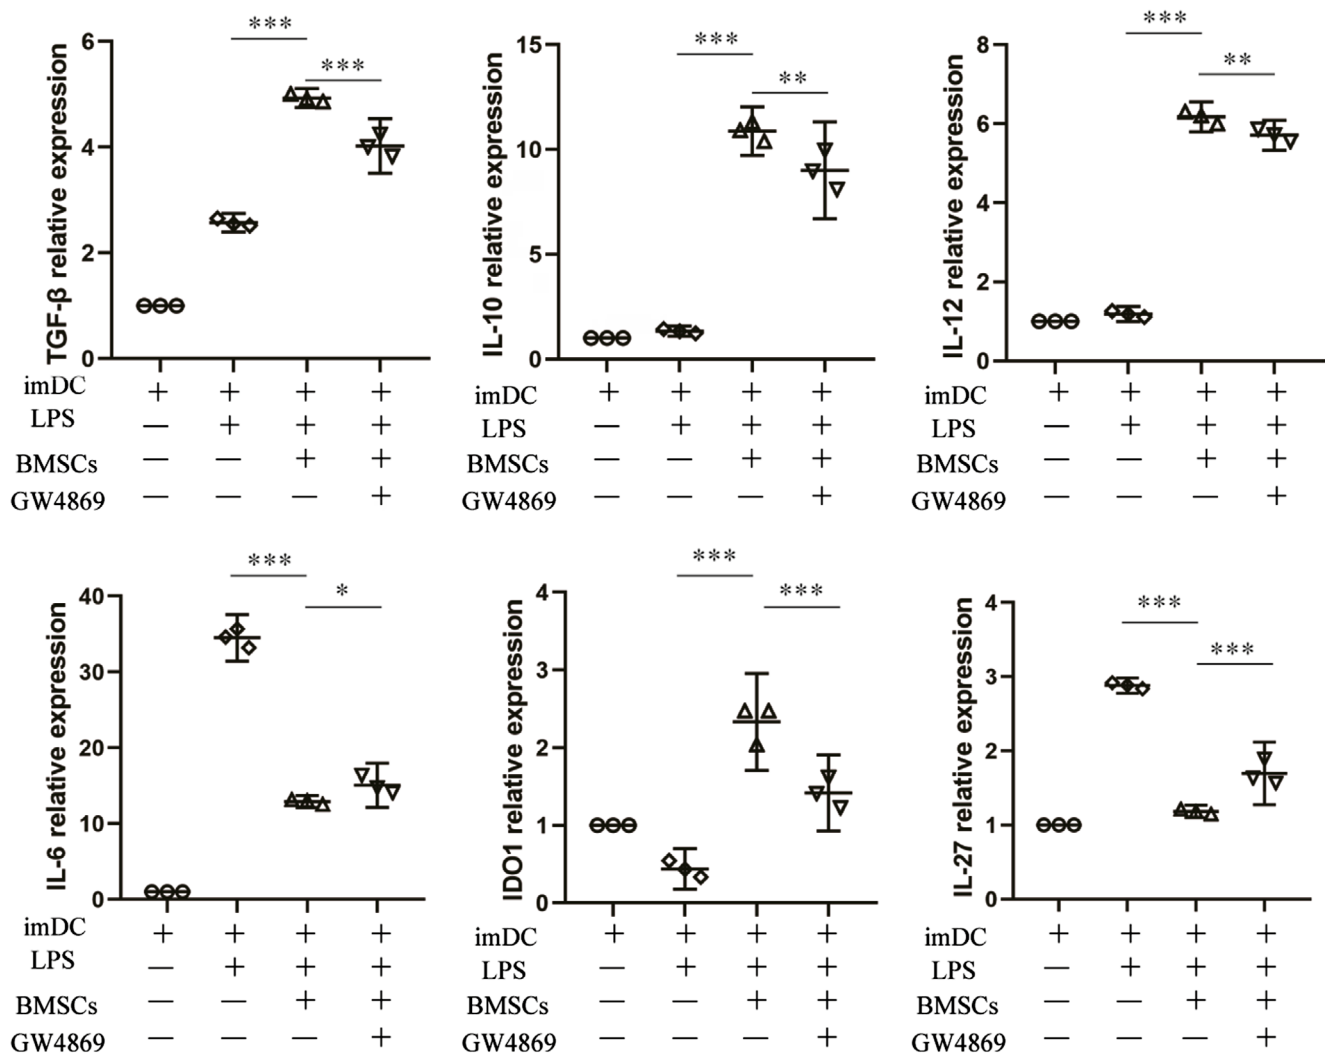 ***
***
6
4
2
0
TGF-β relative expression
imDC + + + +
LPS — + + +
BMSCs — — + +
GW4869 — — — +
***
**
15
10
5
0
IL-10 relative expression
imDC + + + +
LPS — + + +
BMSCs — — + +
GW4869 — — — +
***
**
8
6
4
2
0
IL-12 relative expression
imDC + + + +
LPS — + + +
BMSCs — — + +
GW4869 — — — +
***
*
40
30
20
10
0
IL-6 relative expression
imDC + + + +
LPS — + + +
BMSCs — — + +
GW4869 — — — +
***
***
4
3
2
1
0
IDO1 relative expression
imDC + + + +
LPS — + + +
BMSCs — — + +
GW4869 — — — +
***
***
4
3
2
1
0
IL-27 relative expression
imDC + + + +
LPS — + + +
BMSCs — — + +
GW4869 — — — +